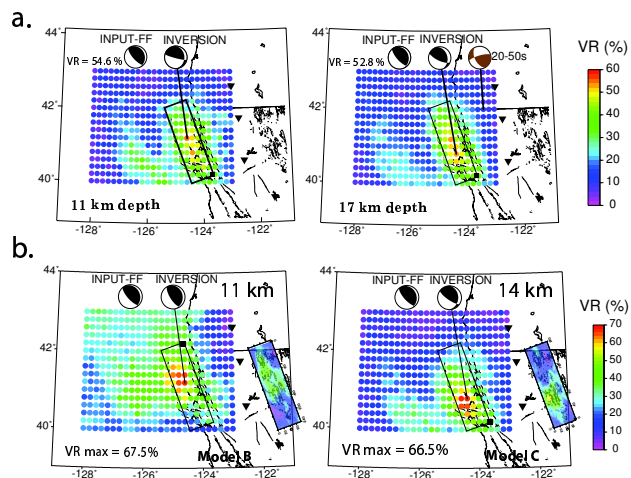 a.
INPUT-FF INVERSION
VR = 54.6 %
11 km depth
44°
42°
40°
-128° -126° -124° -122°
INPUT-FF INVERSION
20-50s
VR = 52.8 %
17 km depth
44°
42°
40°
-128° -126° -124° -122°
VR (%)
60
50
40
30
20
10
0
b.
INPUT-FF INVERSION
11 km
VR max = 67.5%
Model B
44°
42°
40°
-128° -126° -124° -122°
INPUT-FF INVERSION
14 km
VR max = 66.5%
Model C
44°
42°
40°
-128° -126° -124° -122°
VR (%)
70
60
50
40
30
20
10
0